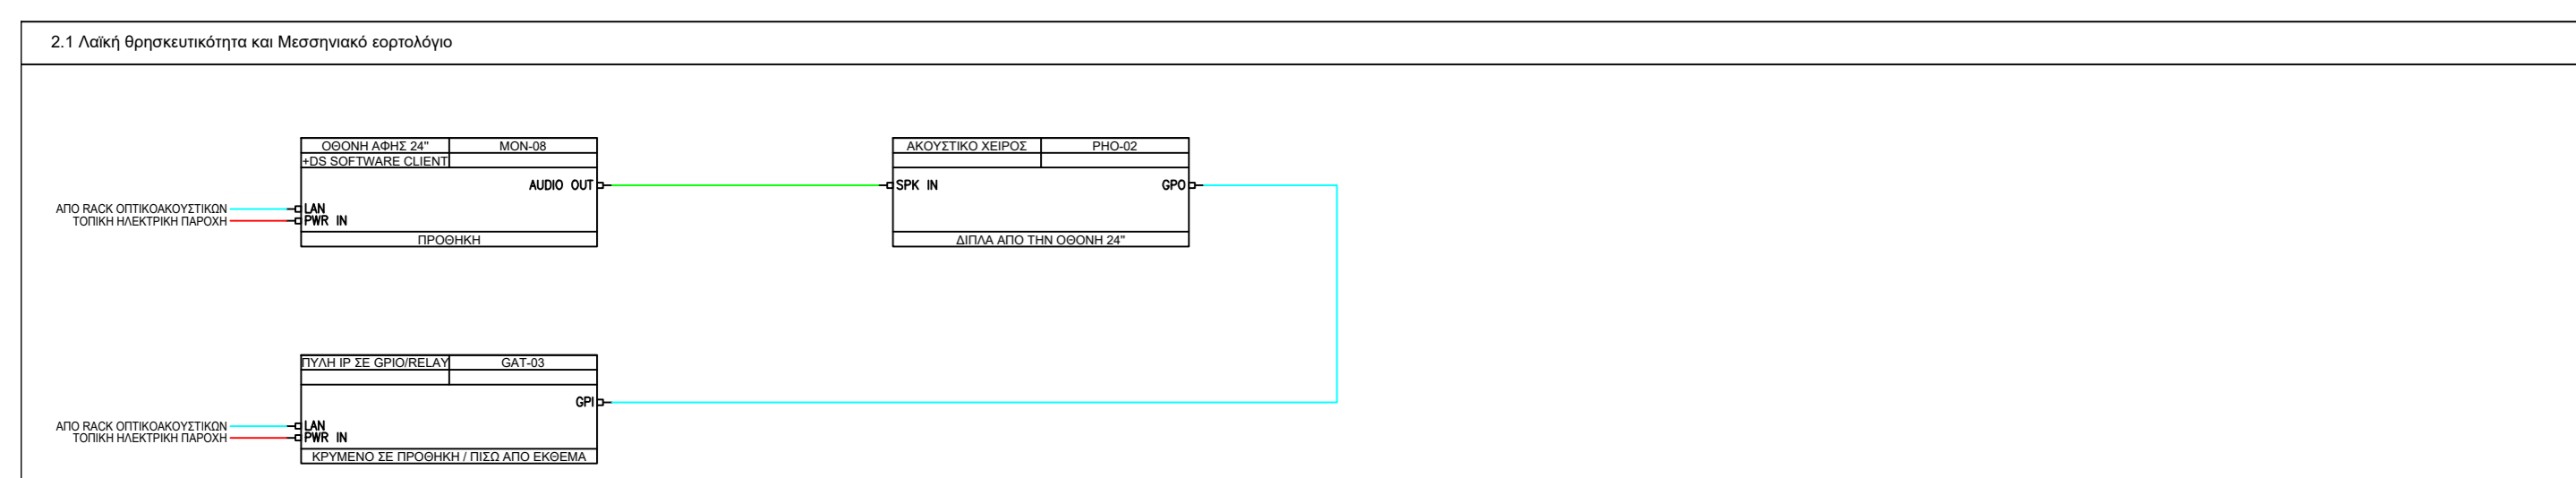 2.1 Λαϊκή θρησκευτικότητα και Μεσσηνιακό εορτολόγιο
ΟΘΟΝΗ ΑΦΗΣ 24" MON-08
+DS SOFTWARE CLIENT
AUDIO OUT
ΑΠΟ RACK ΟΠΤΙΚΟΑΚΟΥΣΤΙΚΩΝ LAN
ΤΟΠΙΚΗ ΗΛΕΚΤΡΙΚΗ ΠΑΡΟΧΗ PWR IN
ΠΡΟΘΗΚΗ
ΑΚΟΥΣΤΙΚΟ ΧΕΙΡΟΣ PHO-02
SPK IN GPO
ΔΙΠΛΑ ΑΠΟ ΤΗΝ ΟΘΟΝΗ 24"
ΠΥΛΗ IP ΣΕ GPIO/RELAY GAT-03
GPI
ΑΠΟ RACK ΟΠΤΙΚΟΑΚΟΥΣΤΙΚΩΝ LAN
ΤΟΠΙΚΗ ΗΛΕΚΤΡΙΚΗ ΠΑΡΟΧΗ PWR IN
ΚΡΥΜΕΝΟ ΣΕ ΠΡΟΘΗΚΗ / ΠΙΣΩ ΑΠΟ ΕΚΘΕΜΑ